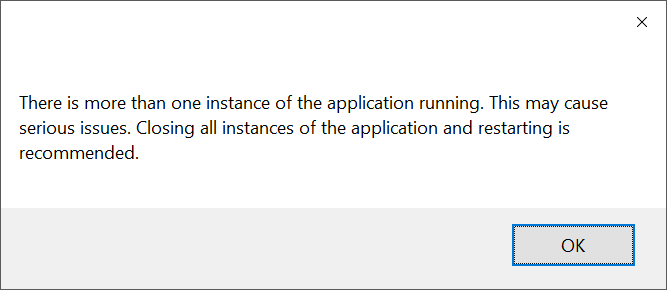 There is more than one instance of the application running. This may cause
serious issues. Closing all instances of the application and restarting is
recommended.
OK